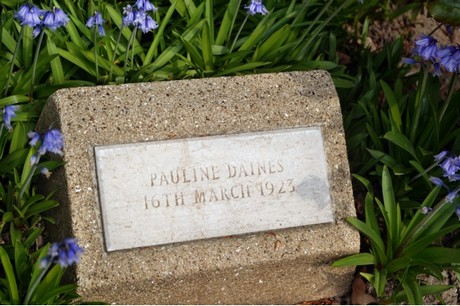 PAULINE DAINES
16TH MARCH 1923